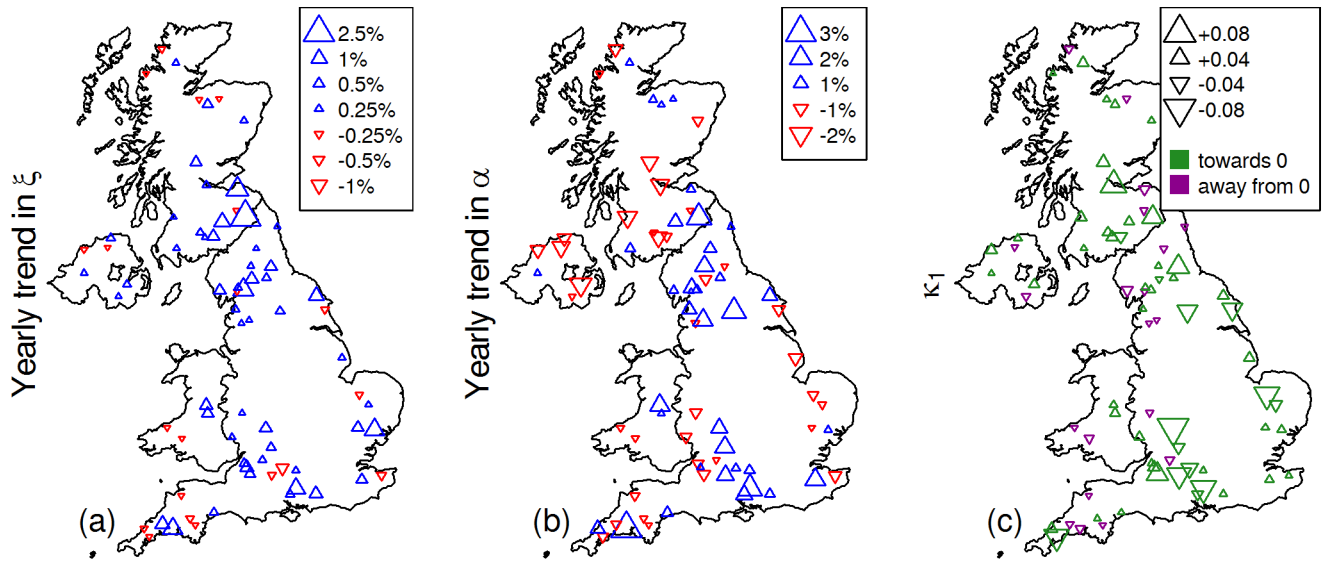 Yearly trend in ξ
2.5%
1%
0.5%
0.25%
-0.25%
-0.5%
-1%
(a)
Yearly trend in α
3%
2%
1%
-1%
-2%
(b)
κ1
+0.08
+0.04
-0.04
-0.08
towards 0
away from 0
(c)